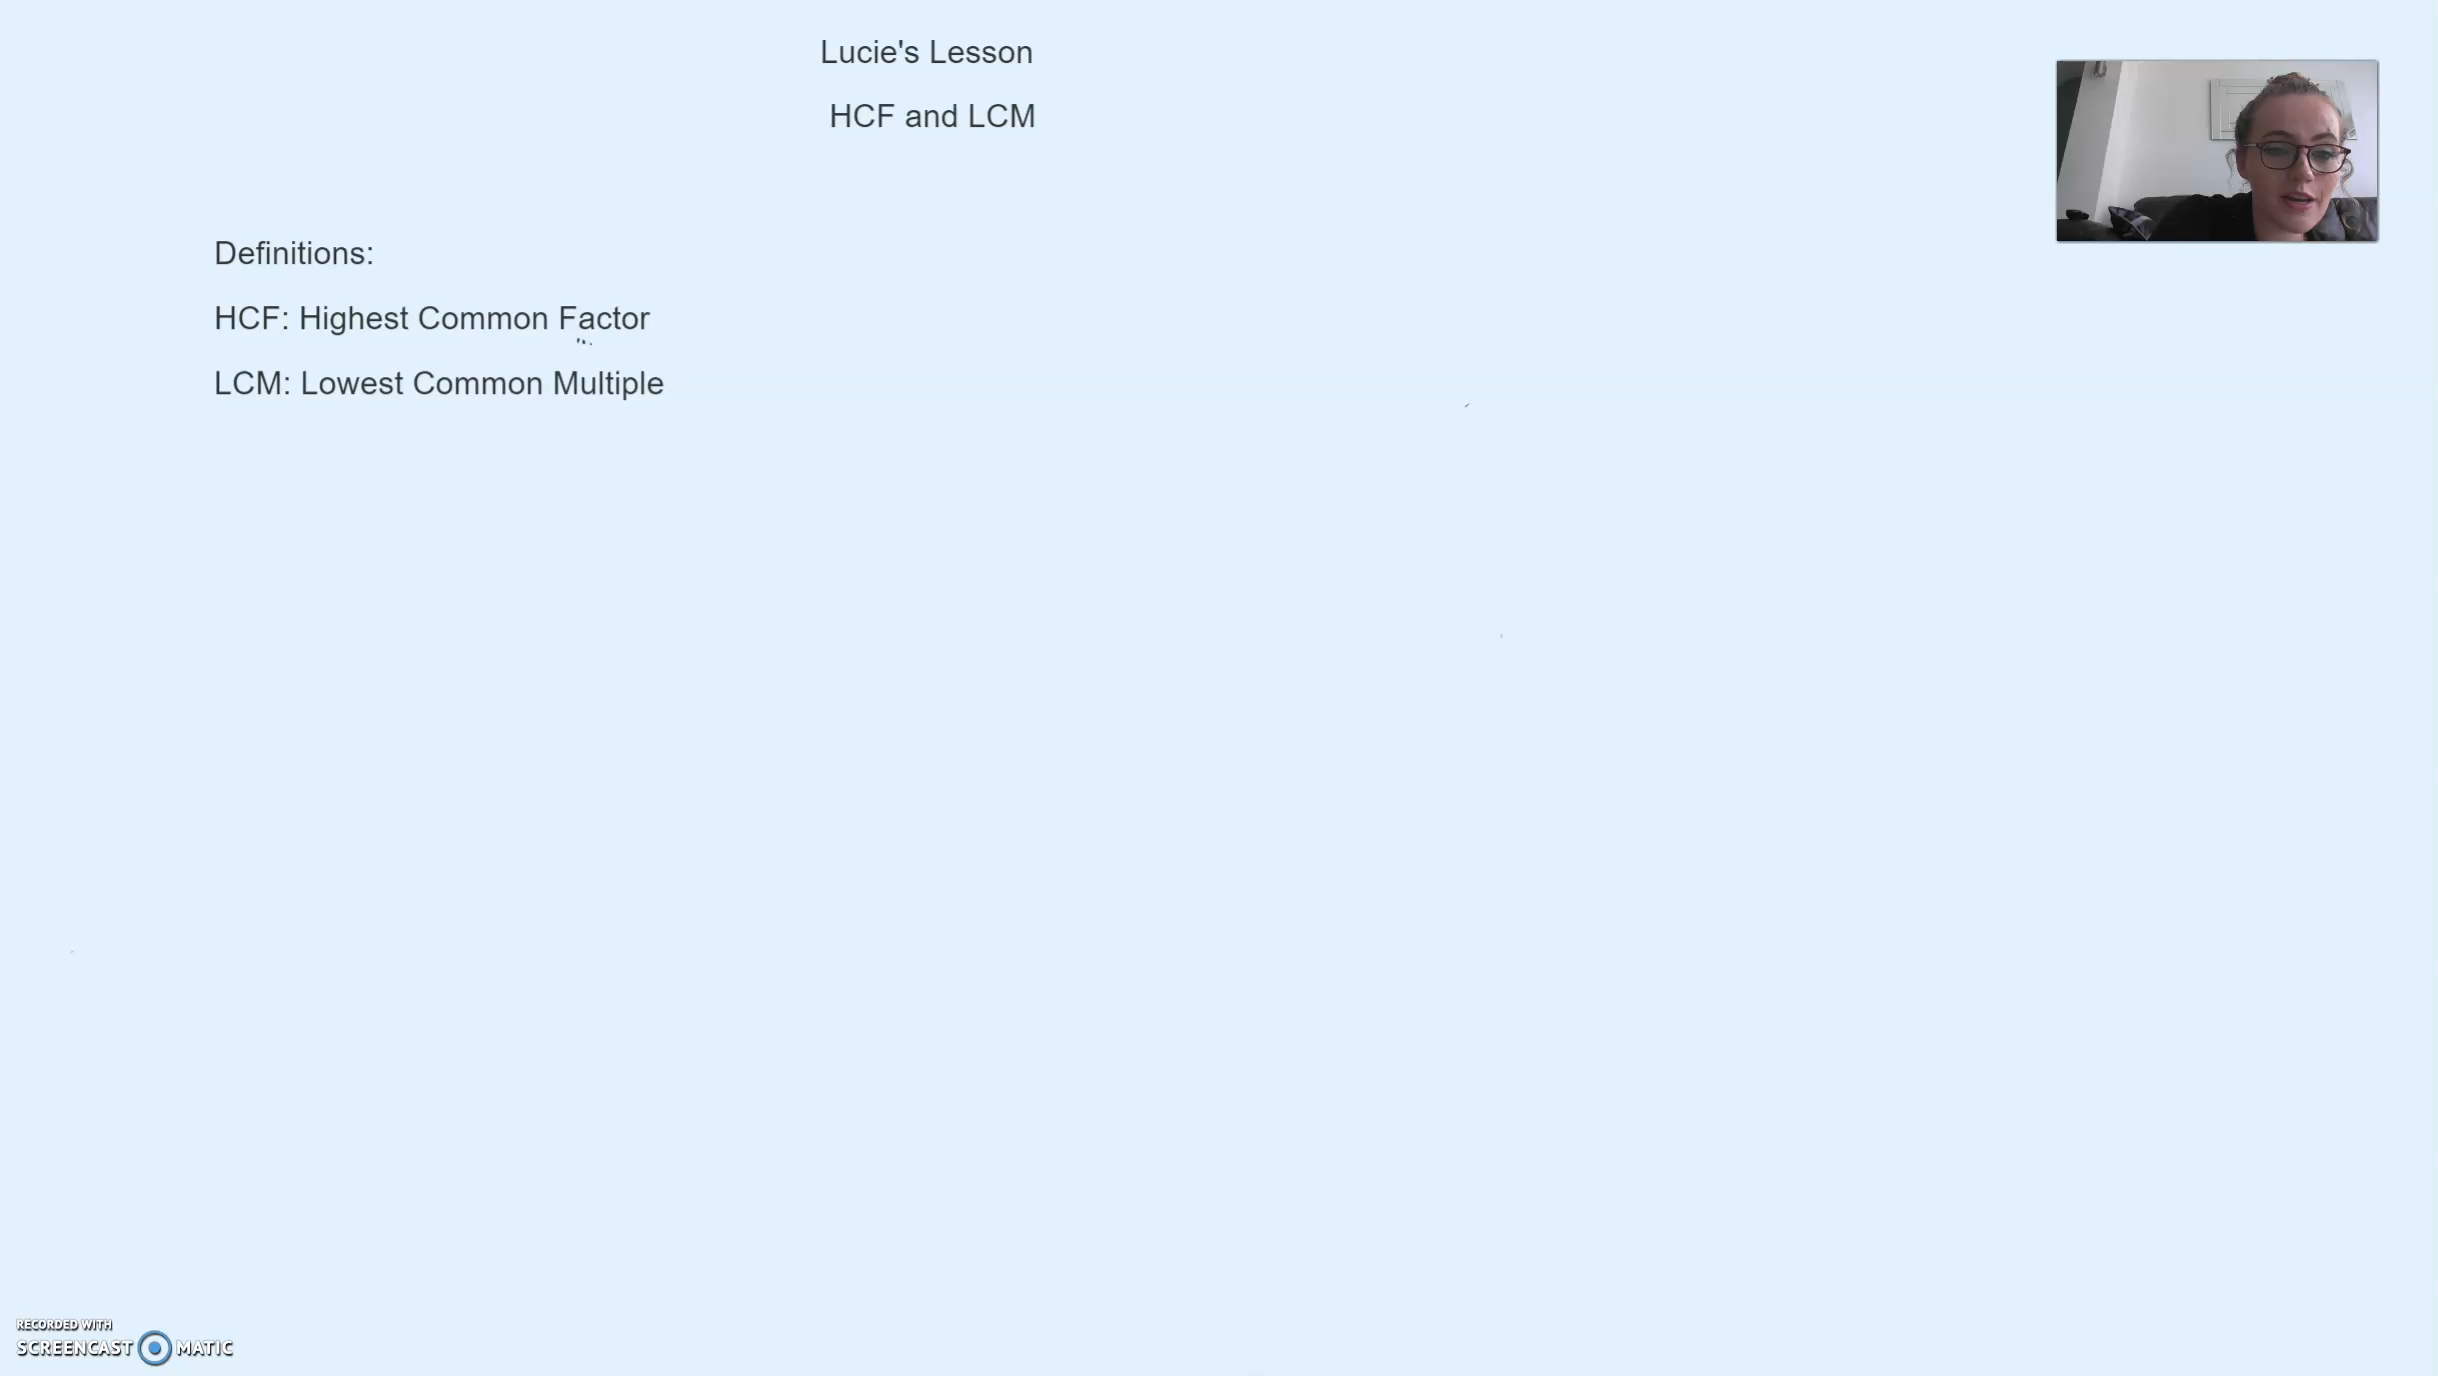 Lucie's Lesson
HCF and LCM
Definitions:
HCF: Highest Common Factor
LCM: Lowest Common Multiple
RECORDED WITH
SCREENCAST MATIC